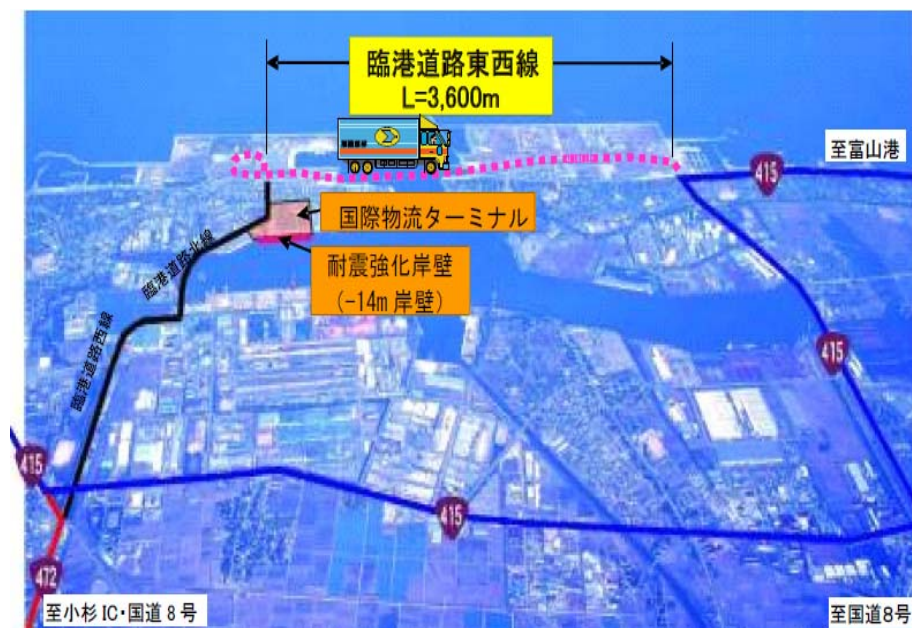 臨港道路東西線
L=3,600m
至富山港
415
国際物流ターミナル
耐震強化岸壁
(-14m 岸壁)
臨港道路北線
臨港道路西線
415
415
415
472
至小杉IC・国道8号
至国道8号